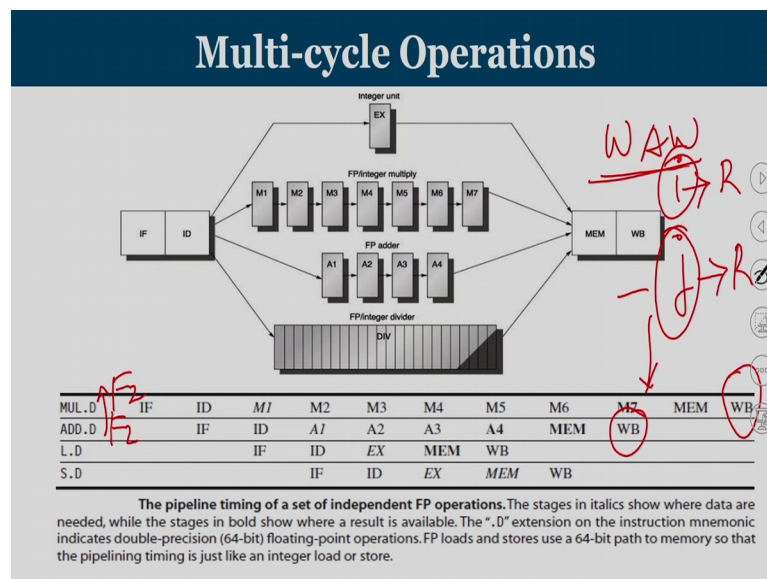 Multi-cycle Operations
Integer unit
EX
WAW
FP/integer multiply
i → R
M1 M2 M3 M4 M5 M6 M7
IF ID
MEM WB
FP adder
A1 A2 A3 A4
j → R
FP/integer divider
DIV
MUL.D F2 IF ID M1 M2 M3 M4 M5 M6 M7 MEM WB
ADD.D F2 IF ID A1 A2 A3 A4 MEM WB
L.D IF ID EX MEM WB
S.D IF ID EX MEM WB
The pipeline timing of a set of independent FP operations. The stages in italics show where data are
needed, while the stages in bold show where a result is available. The “.D” extension on the instruction mnemonic
indicates double-precision (64-bit) floating-point operations. FP loads and stores use a 64-bit path to memory so that
the pipelining timing is just like an integer load or store.